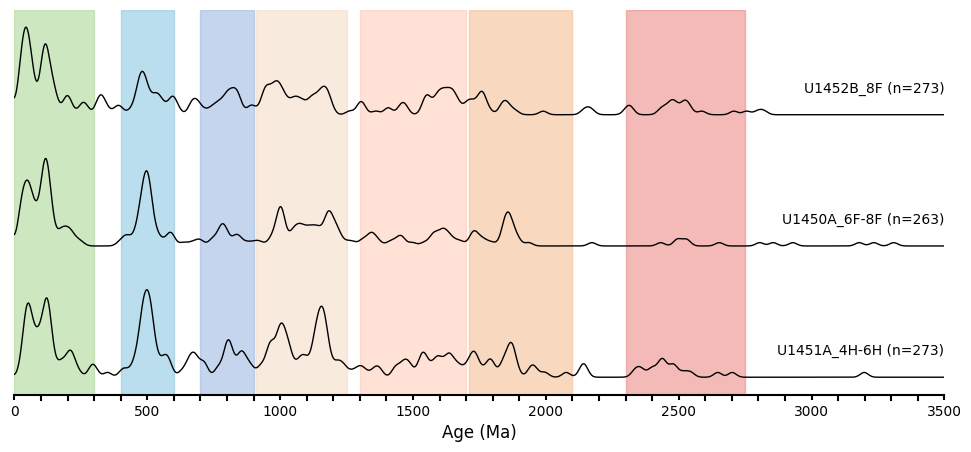 U1452B_8F (n=273)
U1450A_6F-8F (n=263)
U1451A_4H-6H (n=273)
0 500 1000 1500 2000 2500 3000 3500
Age (Ma)